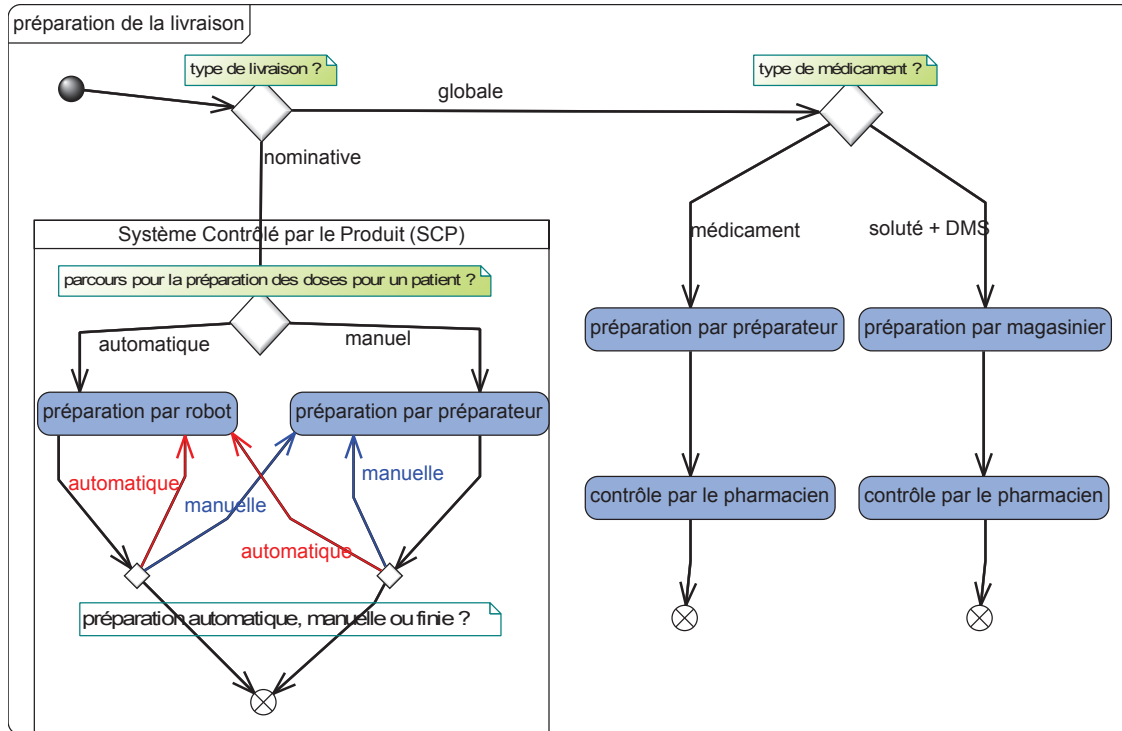 préparation de la livraison
type de livraison ?
type de médicament ?
globale
nominative
médicament
soluté + DMS
Système Contrôlé par le Produit (SCP)
parcours pour la préparation des doses pour un patient ?
automatique
manuel
préparation par préparateur
préparation par magasinier
préparation par robot
préparation par préparateur
automatique
manuelle
manuelle
automatique
contrôle par le pharmacien
contrôle par le pharmacien
préparation automatique, manuelle ou finie ?